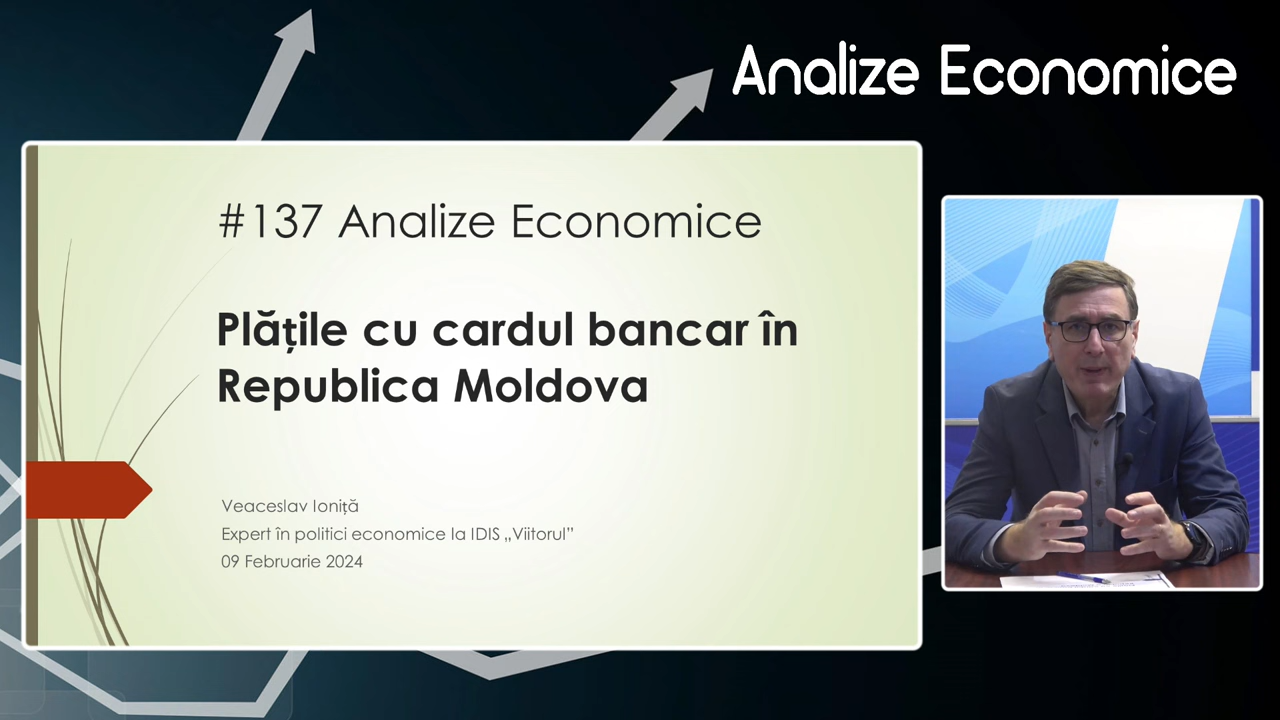 Analize Economice
#137 Analize Economice
Plățile cu cardul bancar în
Republica Moldova
Veaceslav Ioniță
Expert în politici economice la IDIS „Viitorul”
09 Februarie 2024